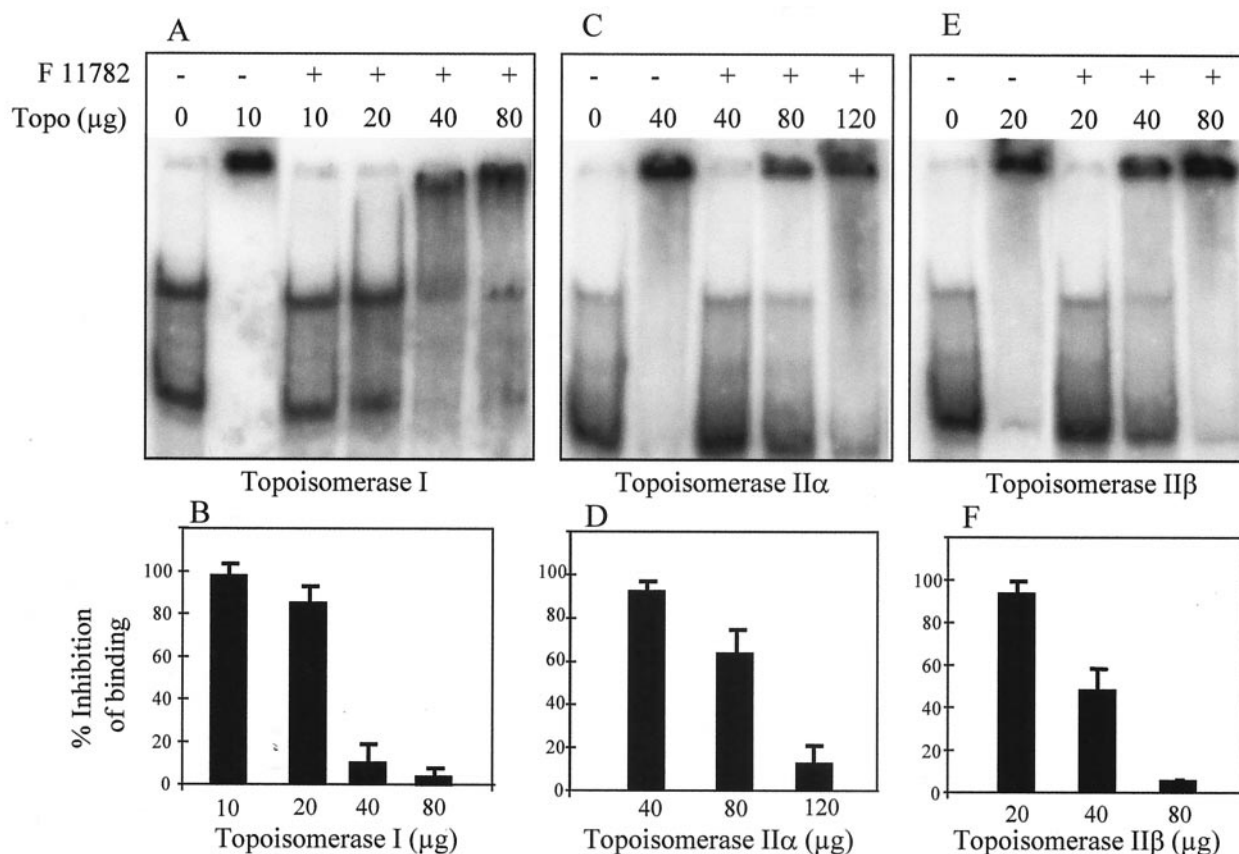 A C E
F 11782 - - + + + + - - + + + - - + + +
Topo (µg) 0 10 10 20 40 80 0 40 40 80 120 0 20 20 40 80
Topoisomerase I Topoisomerase IIα Topoisomerase IIβ
B D F
% Inhibition
of binding
100 100 100
80 80 80
60 60 60
40 40 40
20 20 20
0 0 0
10 20 40 80 40 80 120 20 40 80
Topoisomerase I (µg) Topoisomerase IIα (µg) Topoisomerase IIβ (µg)